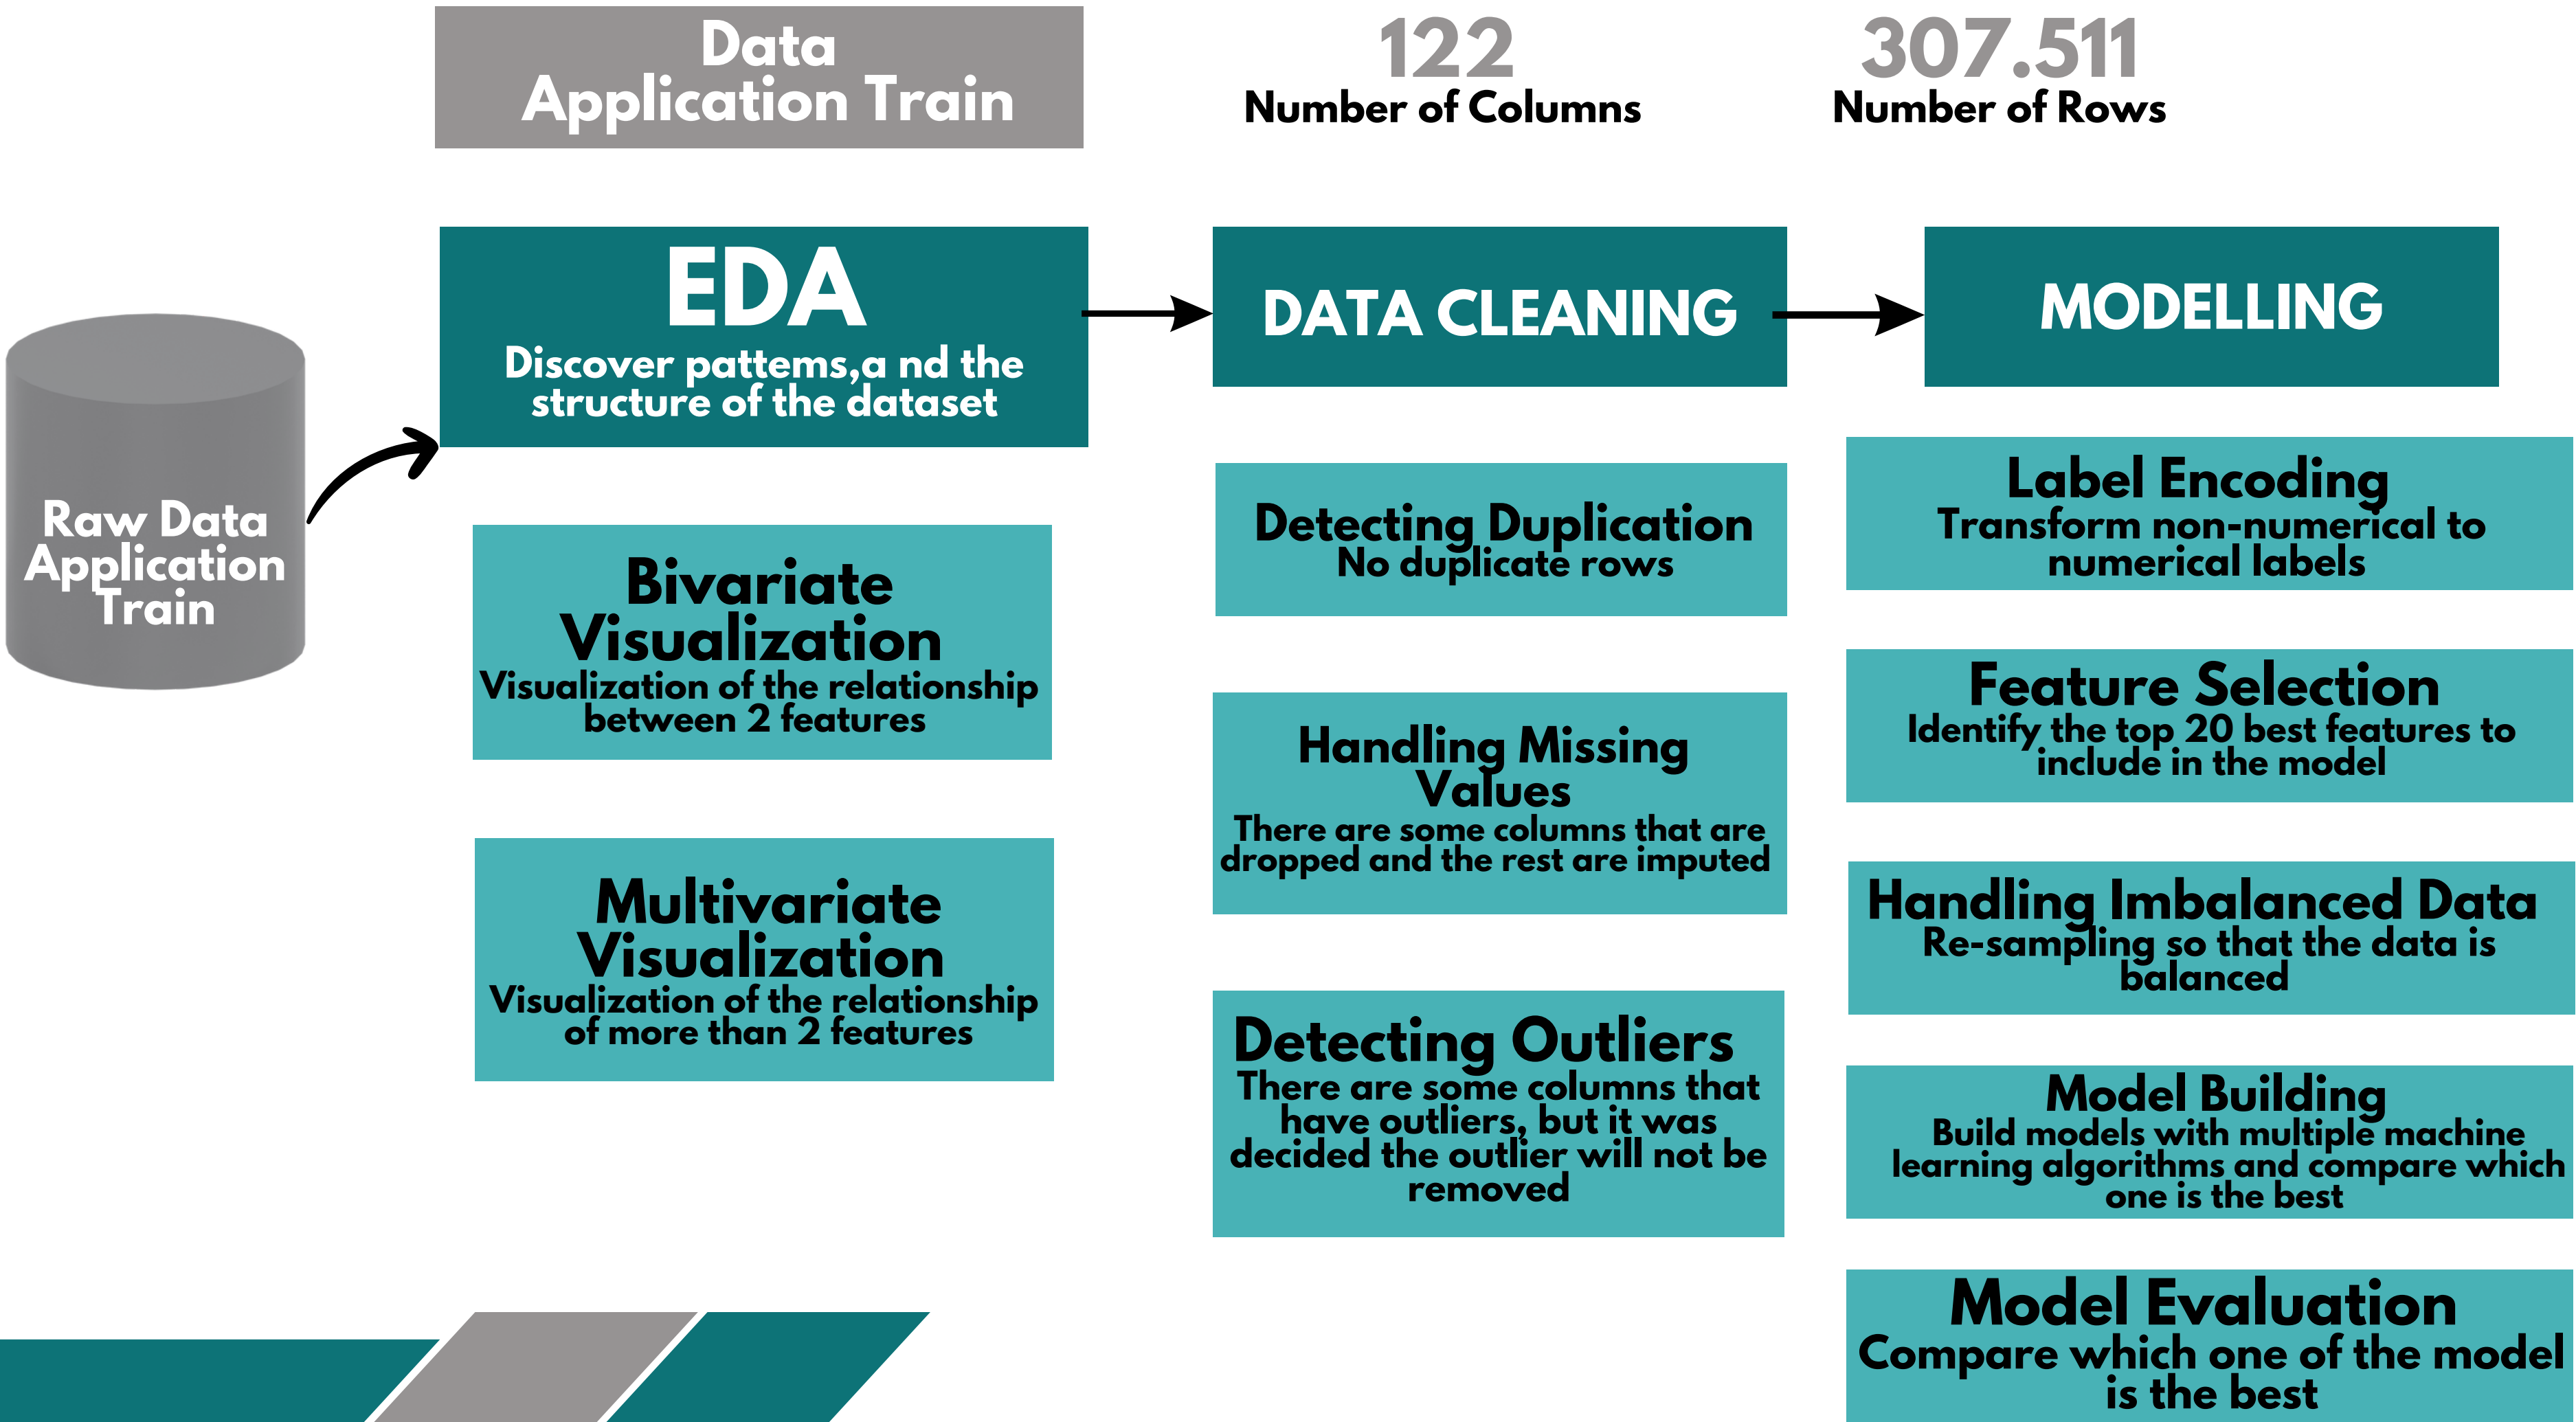 Data
Application Train
122
Number of Columns
307.511
Number of Rows
Raw Data
Application
Train
EDA
Discover pattems,a nd the
structure of the dataset
Bivariate
Visualization
Visualization of the relationship
between 2 features
Multivariate
Visualization
Visualization of the relationship
of more than 2 features
DATA CLEANING
Detecting Duplication
No duplicate rows
Handling Missing
Values
There are some columns that are
dropped and the rest are imputed
Detecting Outliers
There are some columns that
have outliers, but it was
decided the outlier will not be
removed
MODELLING
Label Encoding
Transform non-numerical to
numerical labels
Feature Selection
Identify the top 20 best features to
include in the model
Handling Imbalanced Data
Re-sampling so that the data is
balanced
Model Building
Build models with multiple machine
learning algorithms and compare which
one is the best
Model Evaluation
Compare which one of the model
is the best